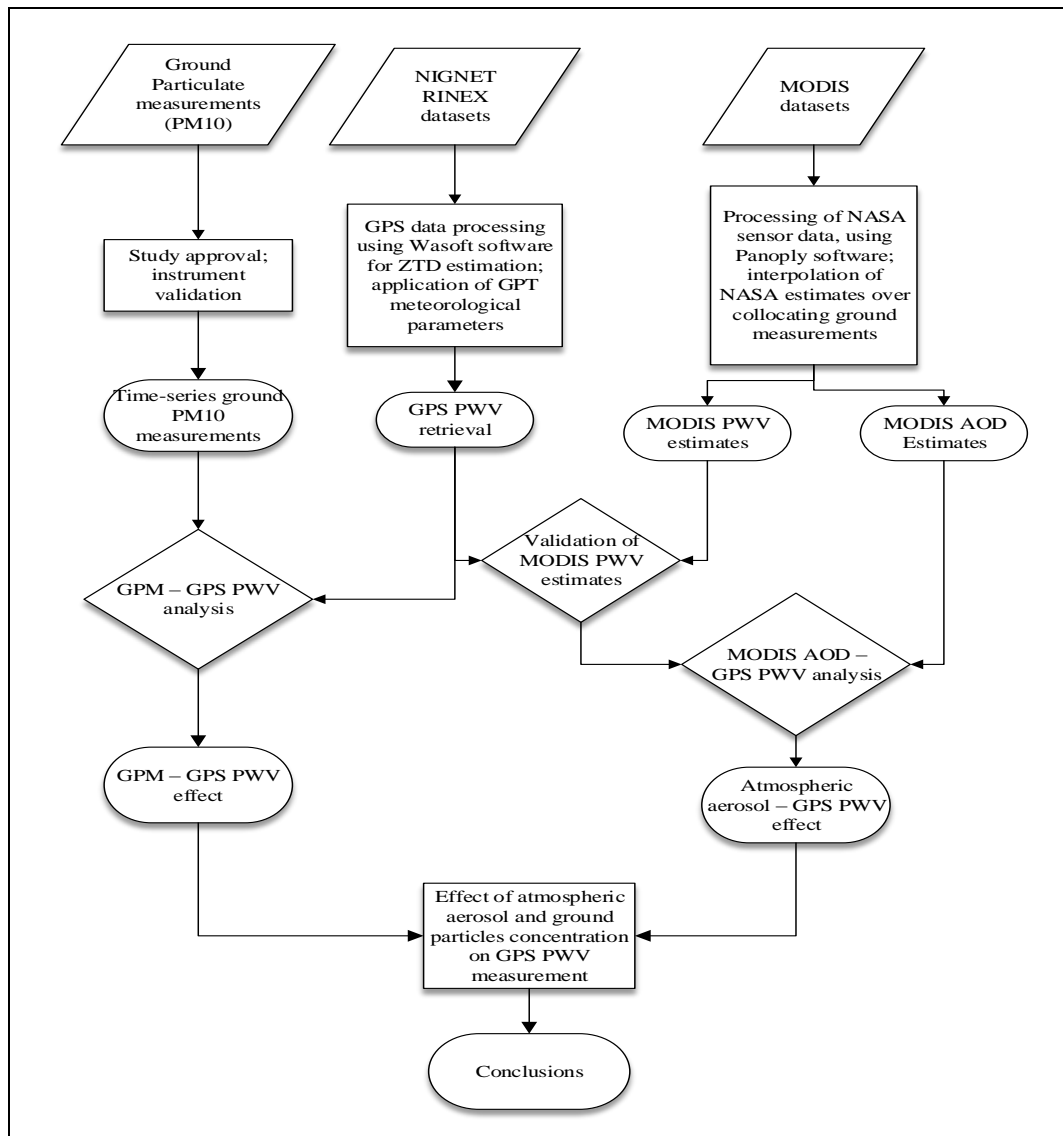 Ground
Particulate
measurements
(PM10)
NIGNET
RINEX
datasets
MODIS
datasets
Study approval;
instrument
validation
GPS data processing
using Wasoft software
for ZTD estimation;
application of GPT
meteorological
parameters
Processing of NASA
sensor data, using
Panoply software;
interpolation of
NASA estimates over
collocating ground
measurements
Time-series ground
PM10
measurements
GPS PWV
retrieval
MODIS PWV
estimates
MODIS AOD
Estimates
Validation of
MODIS PWV
estimates
GPM – GPS PWV
analysis
MODIS AOD –
GPS PWV analysis
GPM – GPS PWV
effect
Atmospheric
aerosol – GPS PWV
effect
Effect of atmospheric
aerosol and ground
particles concentration
on GPS PWV
measurement
Conclusions